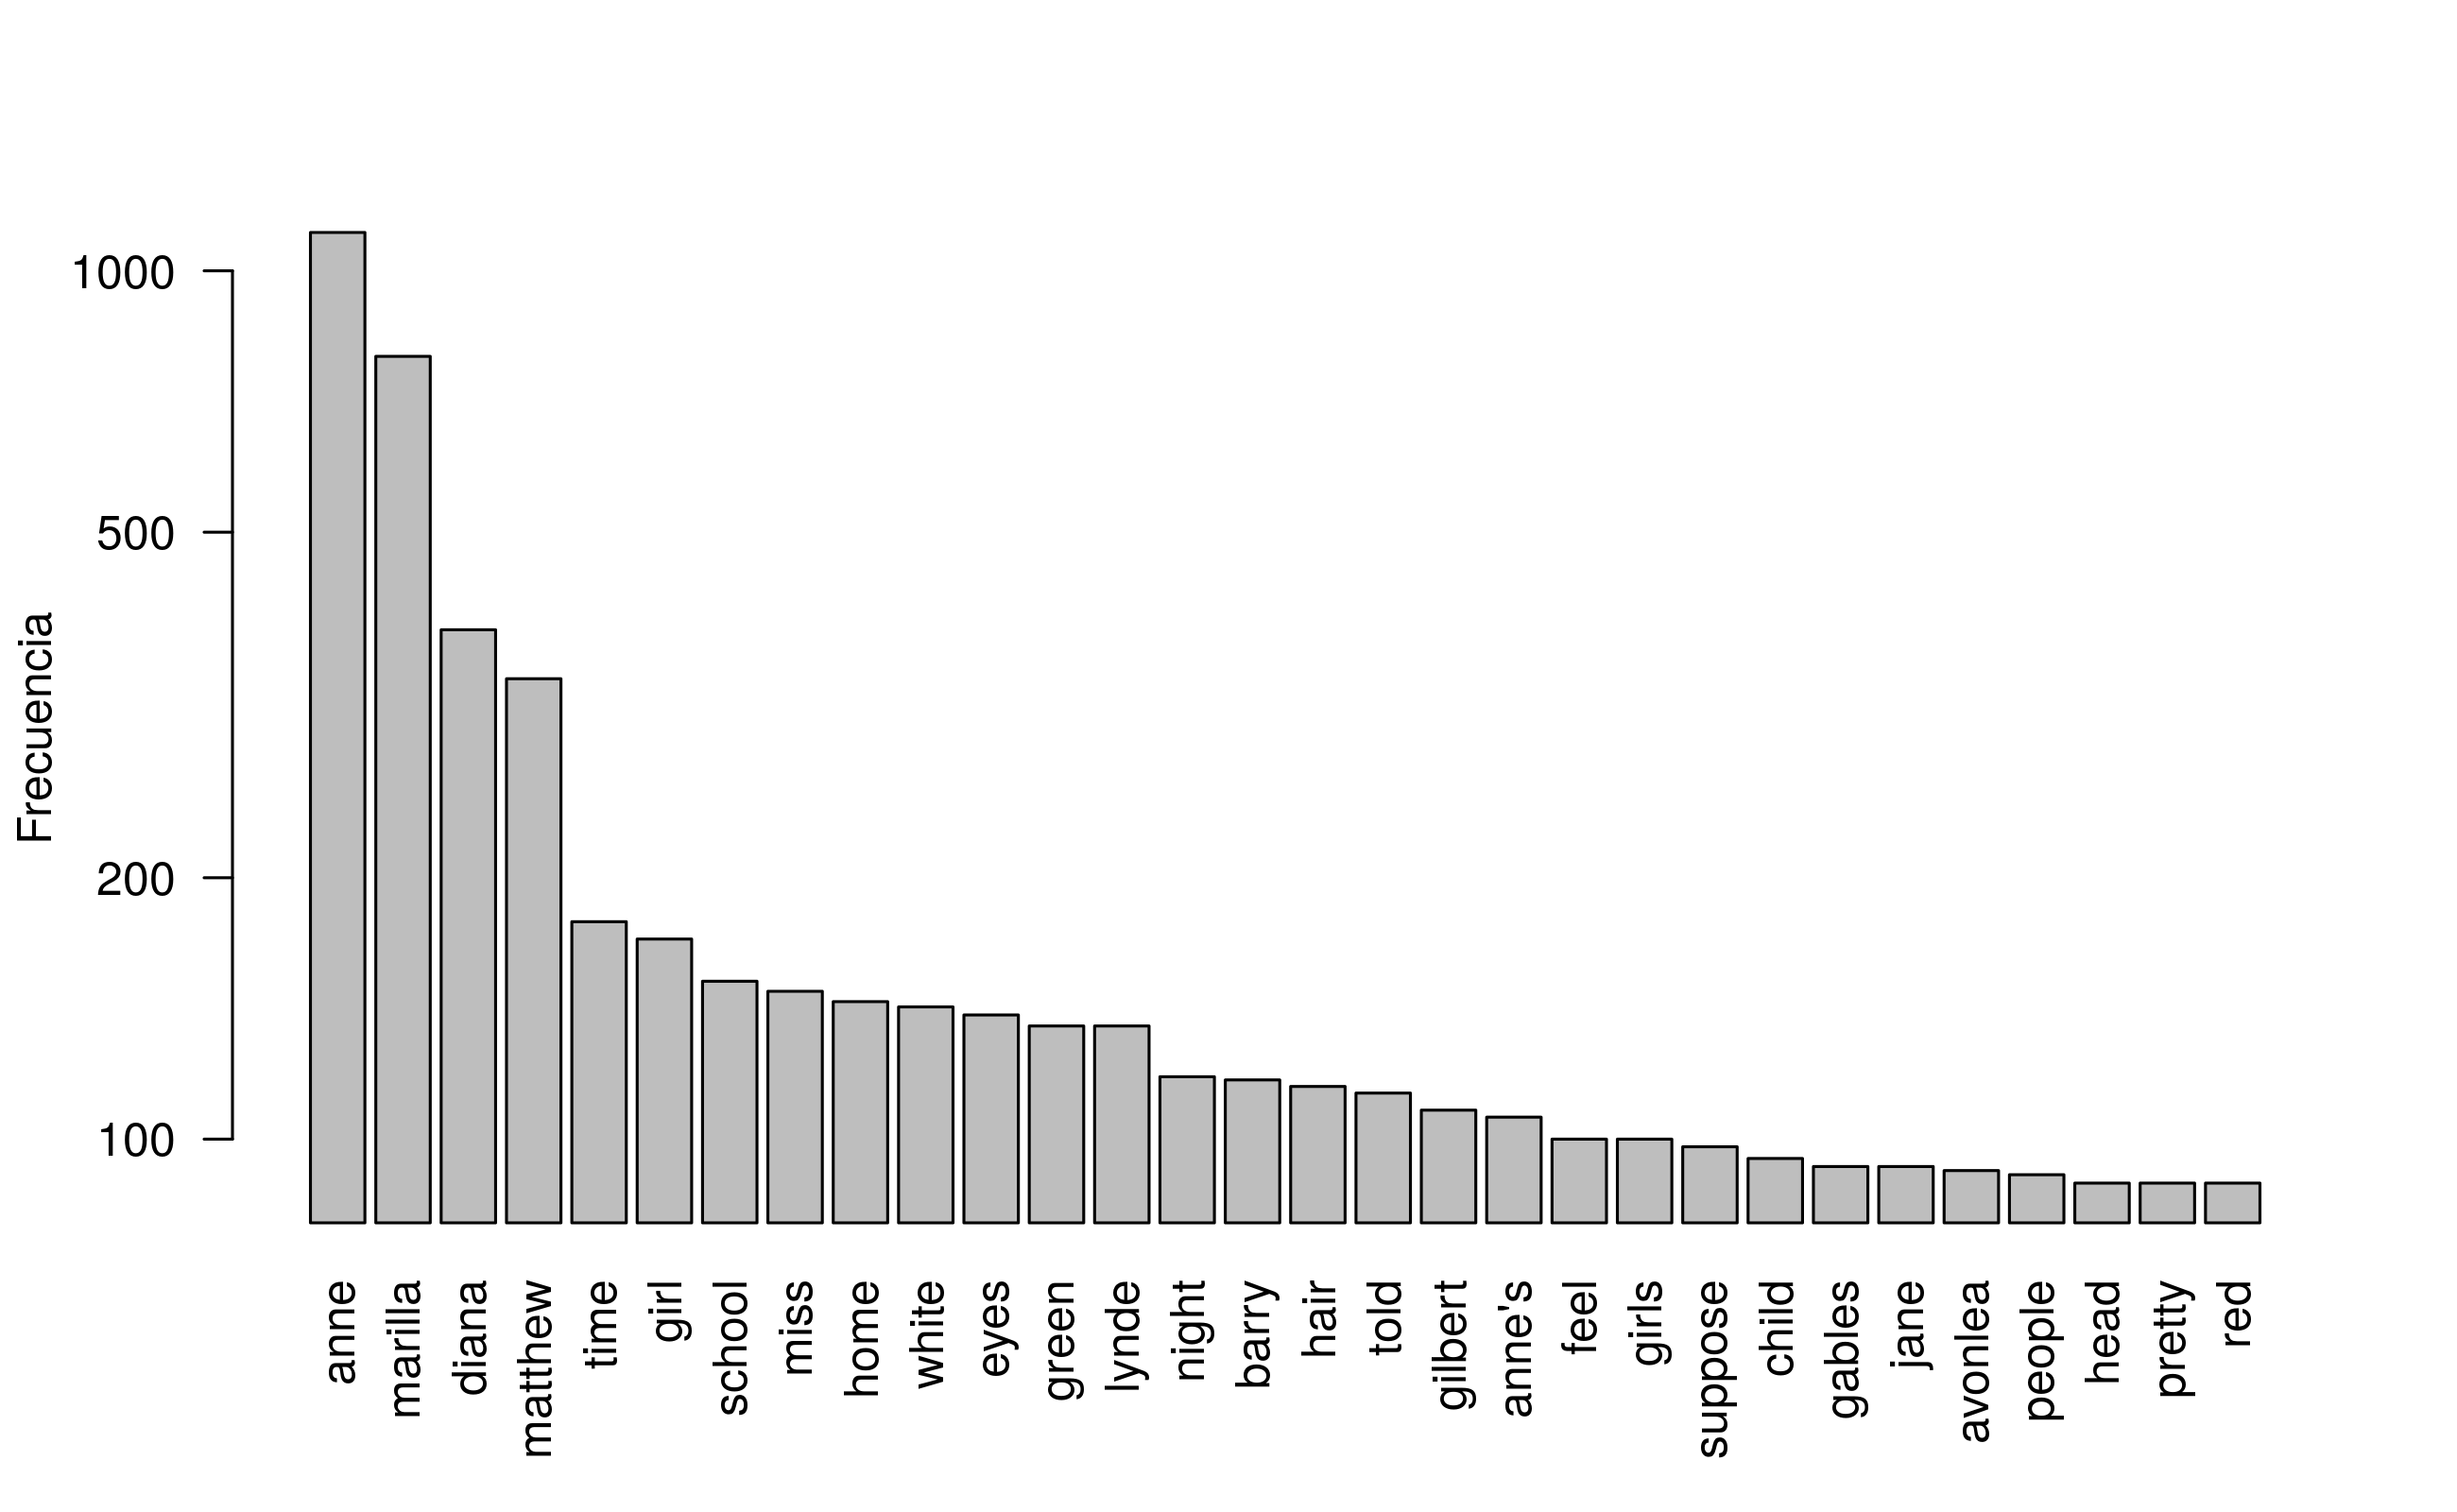 Frecuencia
1000
500
200
100
anne
marilla
diana
matthew
time
girl
school
miss
home
white
eyes
green
lynde
night
barry
hair
told
gilbert
anne's
feel
girls
suppose
child
gables
jane
avonlea
people
head
pretty
red